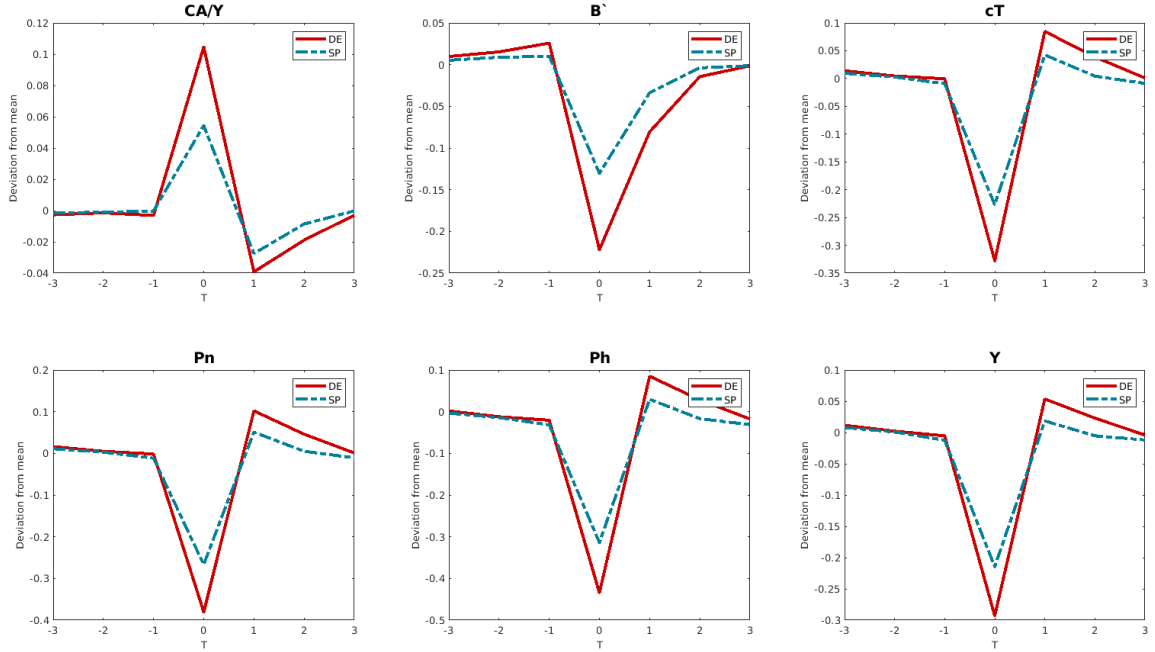 CA/Y
Deviation from mean
0.12
0.1
0.08
0.06
0.04
0.02
0
-0.02
-0.04
-3 -2 -1 0 1 2 3
T
DE
SP
B`
Deviation from mean
0.05
0
-0.05
-0.1
-0.15
-0.2
-0.25
-3 -2 -1 0 1 2 3
T
DE
SP
cT
Deviation from mean
0.1
0.05
0
-0.05
-0.1
-0.15
-0.2
-0.25
-0.3
-0.35
-3 -2 -1 0 1 2 3
T
DE
SP
Pn
Deviation from mean
0.2
0.1
0
-0.1
-0.2
-0.3
-0.4
-3 -2 -1 0 1 2 3
T
DE
SP
Ph
Deviation from mean
0.1
0
-0.1
-0.2
-0.3
-0.4
-0.5
-3 -2 -1 0 1 2 3
T
DE
SP
Y
Deviation from mean
0.1
0.05
0
-0.05
-0.1
-0.15
-0.2
-0.25
-0.3
-3 -2 -1 0 1 2 3
T
DE
SP